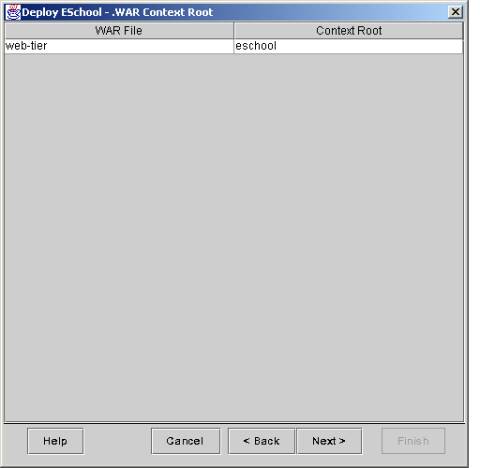 Deploy ESchool - .WAR Context Root
WAR File Context Root
web-tier eschool
Help Cancel < Back Next > Finish